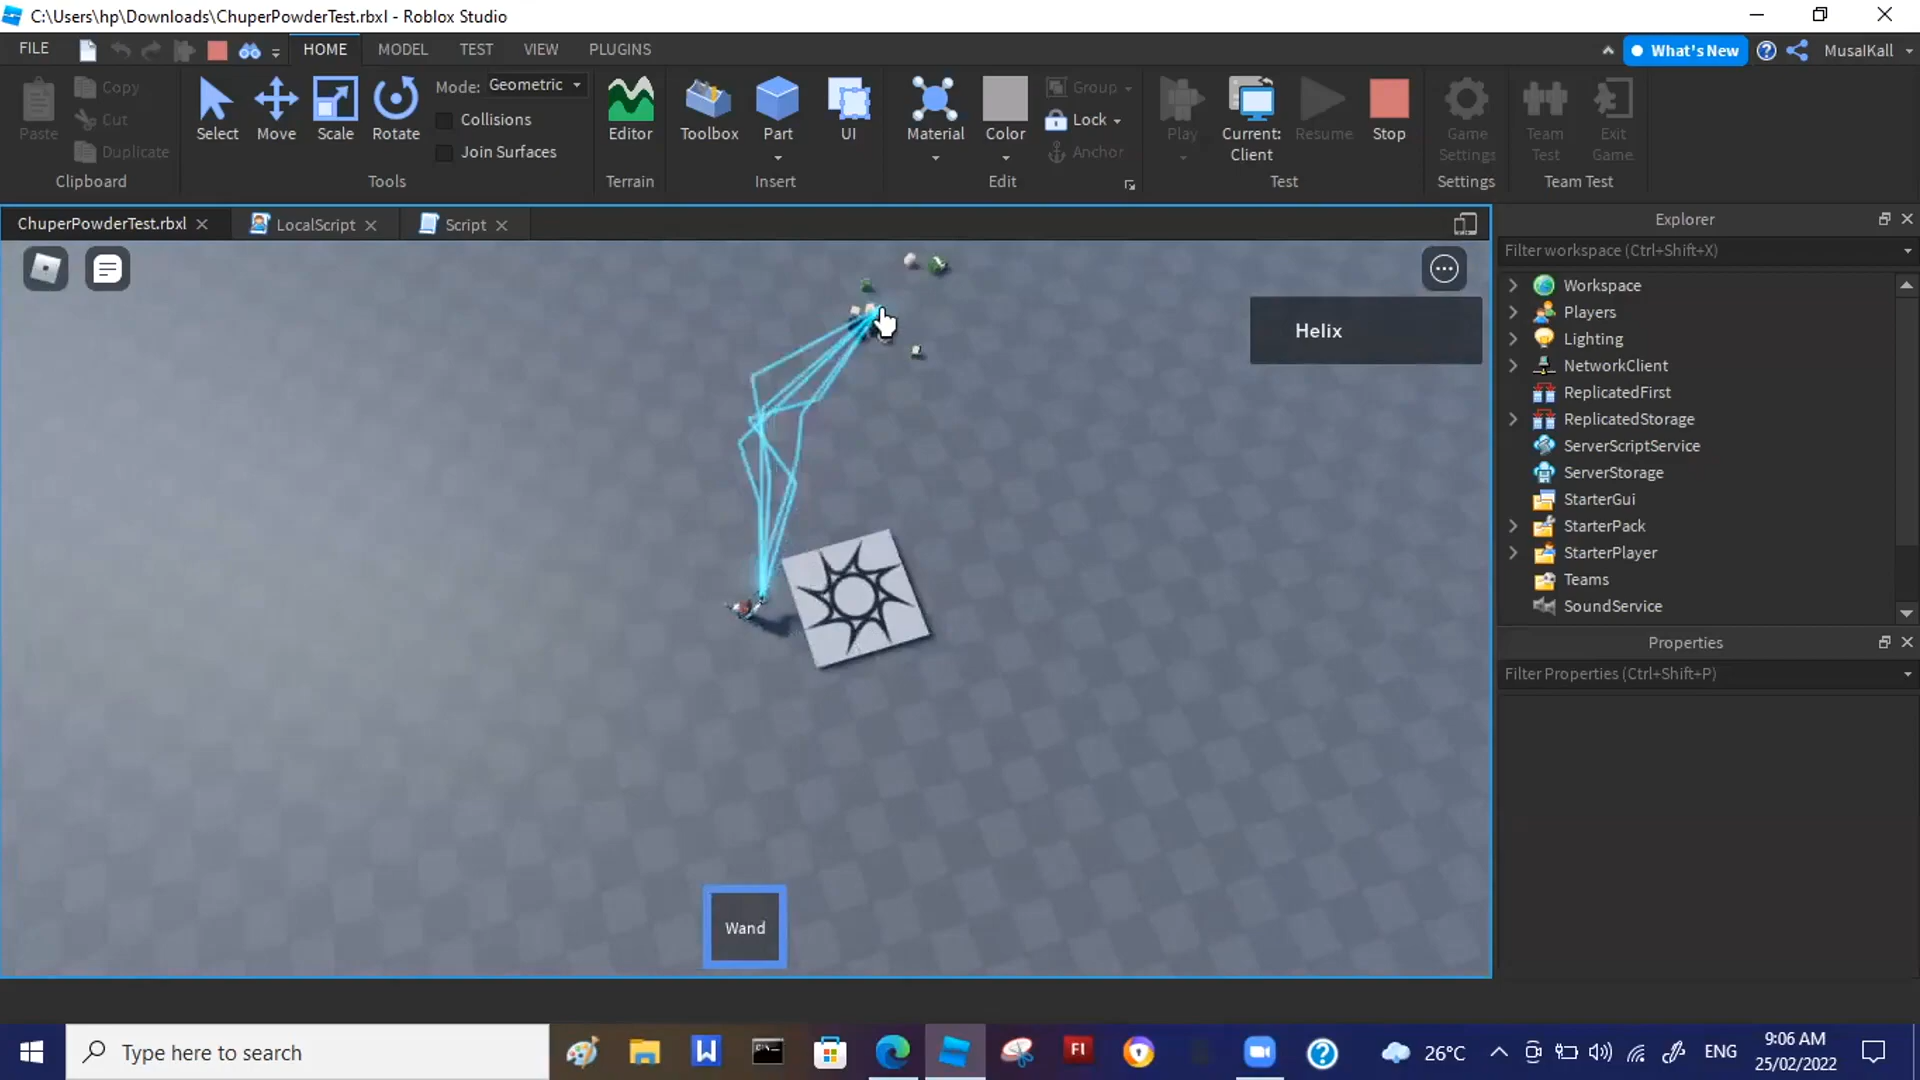 C:\Users\hp\Downloads\ChuperPowderTest.rbxl - Roblox Studio
FILE
HOME
MODEL
TEST
VIEW
PLUGINS
What's New
MusaIKall
Paste
Copy
Cut
Duplicate
Clipboard
Select
Move
Scale
Rotate
Mode: Geometric
Collisions
Join Surfaces
Tools
Editor
Terrain
Toolbox
Part
UI
Insert
Material
Color
Group
Lock
Anchor
Edit
Play
Current:
Client
Resume
Stop
Test
Game
Settings
Settings
Team
Test
Exit
Game
Team Test
ChuperPowderTest.rbxl
LocalScript
Script
Helix
Wand
Explorer
Filter workspace (Ctrl+Shift+X)
Workspace
Players
Lighting
NetworkClient
ReplicatedFirst
ReplicatedStorage
ServerScriptService
ServerStorage
StarterGui
StarterPack
StarterPlayer
Teams
SoundService
Properties
Filter Properties (Ctrl+Shift+P)
Type here to search
W
FI
26°C
ENG
9:06 AM
25/02/2022